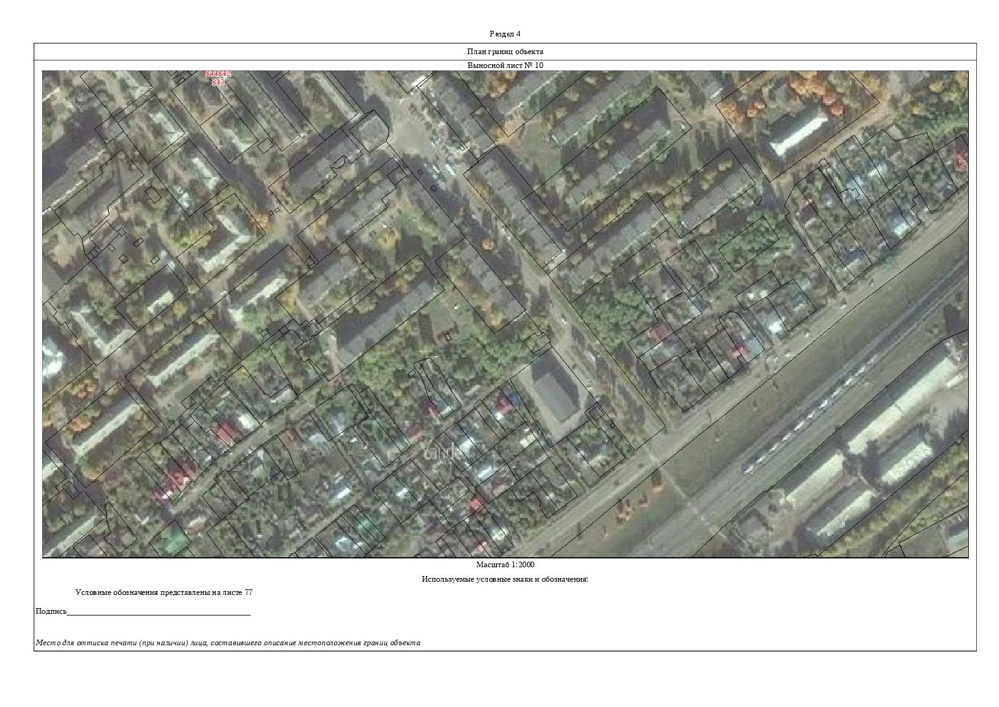 Раздел 4
План границ объекта
Выносной лист № 10
844842
843
Масштаб 1:2000
Используемые условные знаки и обозначения:
Условные обозначения представлены на листе 77
Подпись
Место для оттиска печати (при наличии) лица, составившего описание местоположения границ объекта